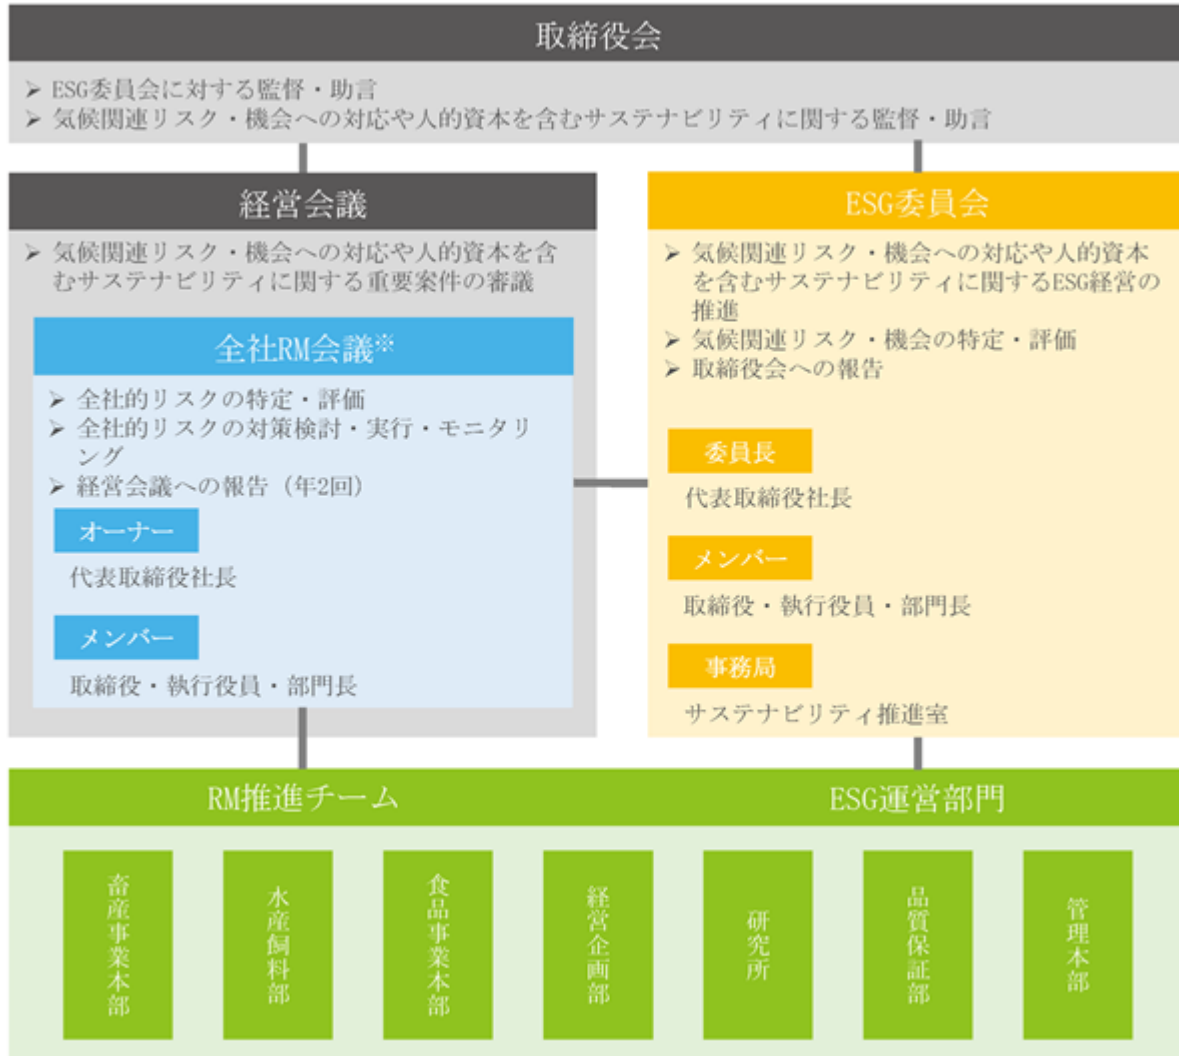 取締役会
➢ ESG委員会に対する監督・助言
➢ 気候関連リスク・機会への対応や人的資本を含むサステナビリティに関する監督・助言
経営会議
➢ 気候関連リスク・機会への対応や人的資本を含
むサステナビリティに関する重要案件の審議
全社RM会議※
➢ 全社的リスクの特定・評価
➢ 全社的リスクの対策検討・実行・モニタリ
ング
➢ 経営会議への報告（年2回）
オーナー
代表取締役社長
メンバー
取締役・執行役員・部門長
ESG委員会
➢ 気候関連リスク・機会への対応や人的資本
を含むサステナビリティに関するESG経営の
推進
➢ 気候関連リスク・機会の特定・評価
➢ 取締役会への報告
委員長
代表取締役社長
メンバー
取締役・執行役員・部門長
事務局
サステナビリティ推進室
RM推進チーム
ESG運営部門
畜産事業本部
水産飼料部
食品事業本部
経営企画部
研究所
品質保証部
管理本部